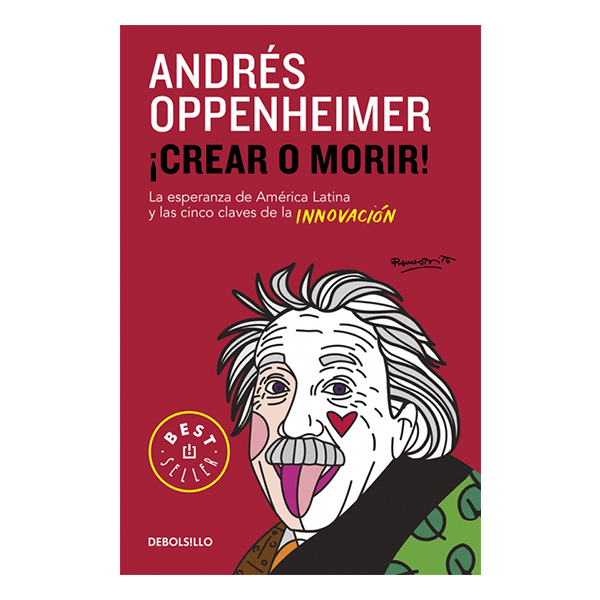 ANDRÉS
OPPENHEIMER
¡CREAR O MORIR!
La esperanza de América Latina
y las cinco claves de la INNOVACIÓN
BEST
SELLER
DEBOLSILLO